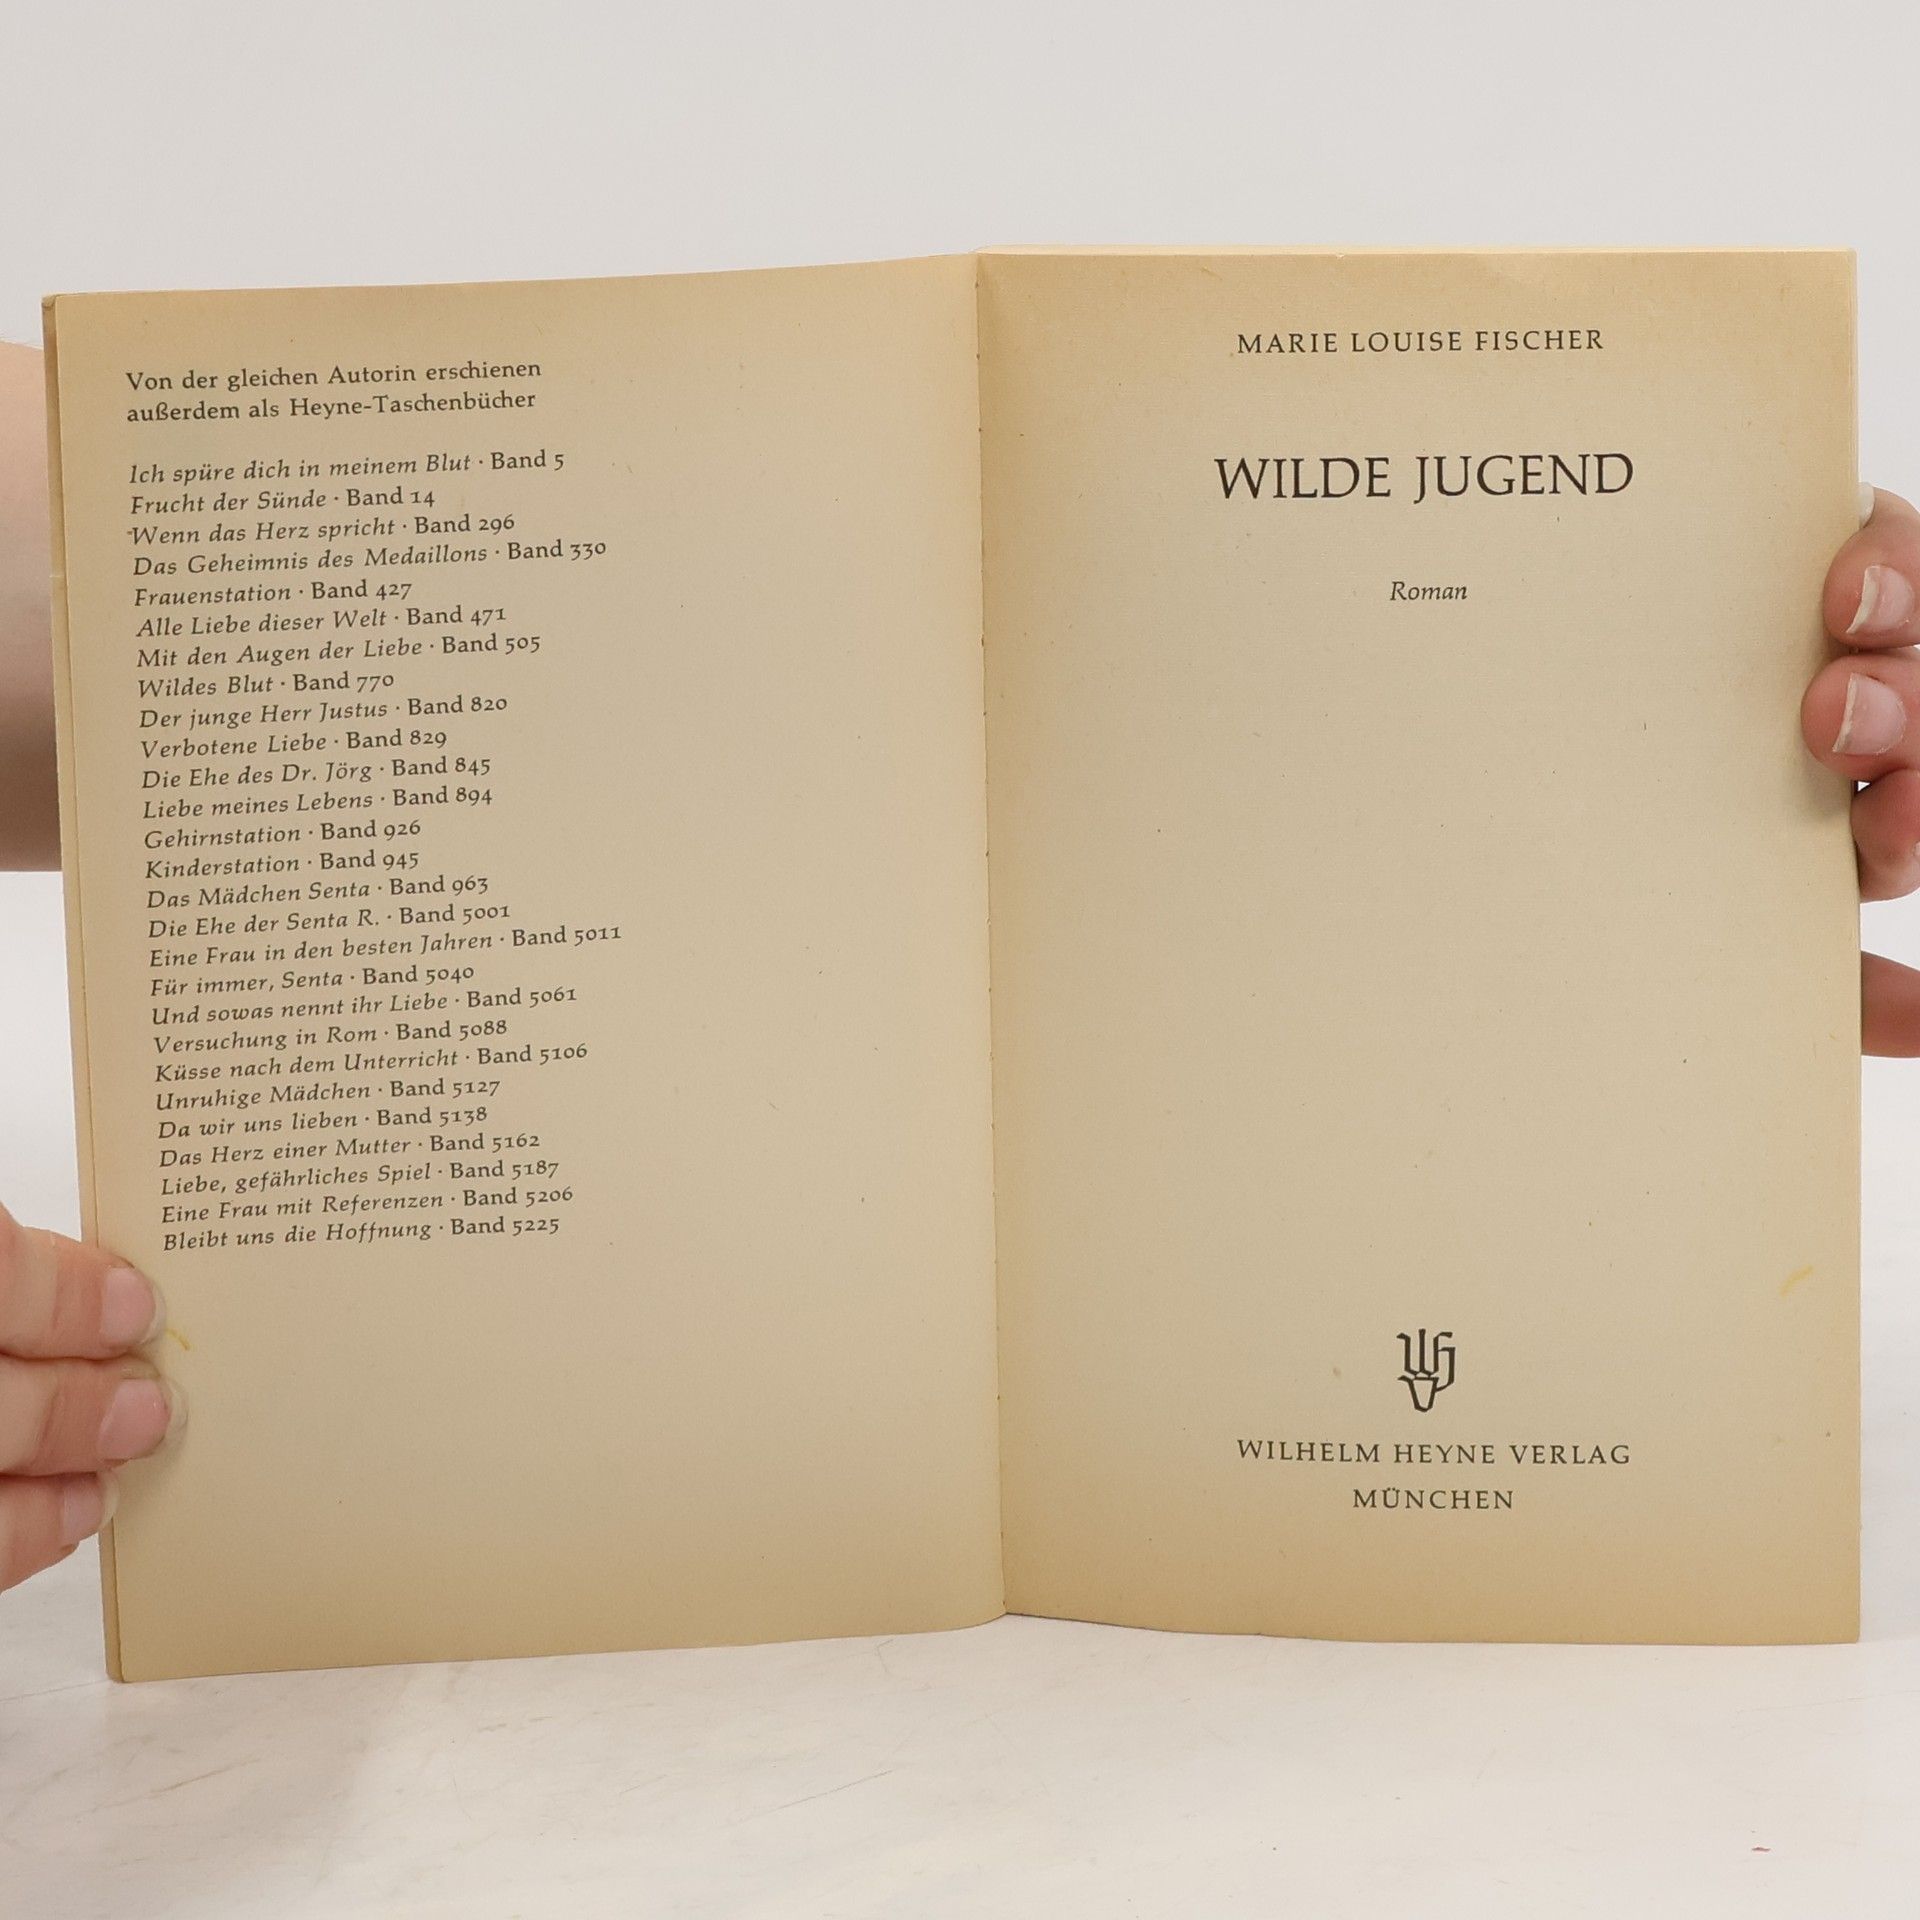 Von der gleichen Autorin erschienen
außerdem als Heyne-Taschenbücher
Ich spüre dich in meinem Blut · Band 5
Frucht der Sünde · Band 14
Wenn das Herz spricht · Band 296
Das Geheimnis des Medaillons · Band 330
Frauenstation · Band 427
Alle Liebe dieser Welt · Band 471
Mit den Augen der Liebe · Band 505
Wildes Blut · Band 770
Der junge Herr Justus · Band 820
Verbotene Liebe · Band 829
Die Ehe des Dr. Jörg · Band 845
Liebe meines Lebens · Band 894
Gehirnstation · Band 926
Kinderstation · Band 945
Das Mädchen Senta · Band 963
Die Ehe der Senta R. · Band 5001
Eine Frau in den besten Jahren · Band 5011
Für immer, Senta · Band 5040
Und sowas nennt ihr Liebe · Band 5061
Versuchung in Rom · Band 5088
Küsse nach dem Unterricht · Band 5106
Unruhige Mädchen · Band 5127
Da wir uns lieben · Band 5138
Das Herz einer Mutter · Band 5162
Liebe, gefährliches Spiel · Band 5187
Eine Frau mit Referenzen · Band 5206
Bleibt uns die Hoffnung · Band 5225
MARIE LOUISE FISCHER
WILDE JUGEND
Roman
WHV
WILHELM HEYNE VERLAG
MÜNCHEN